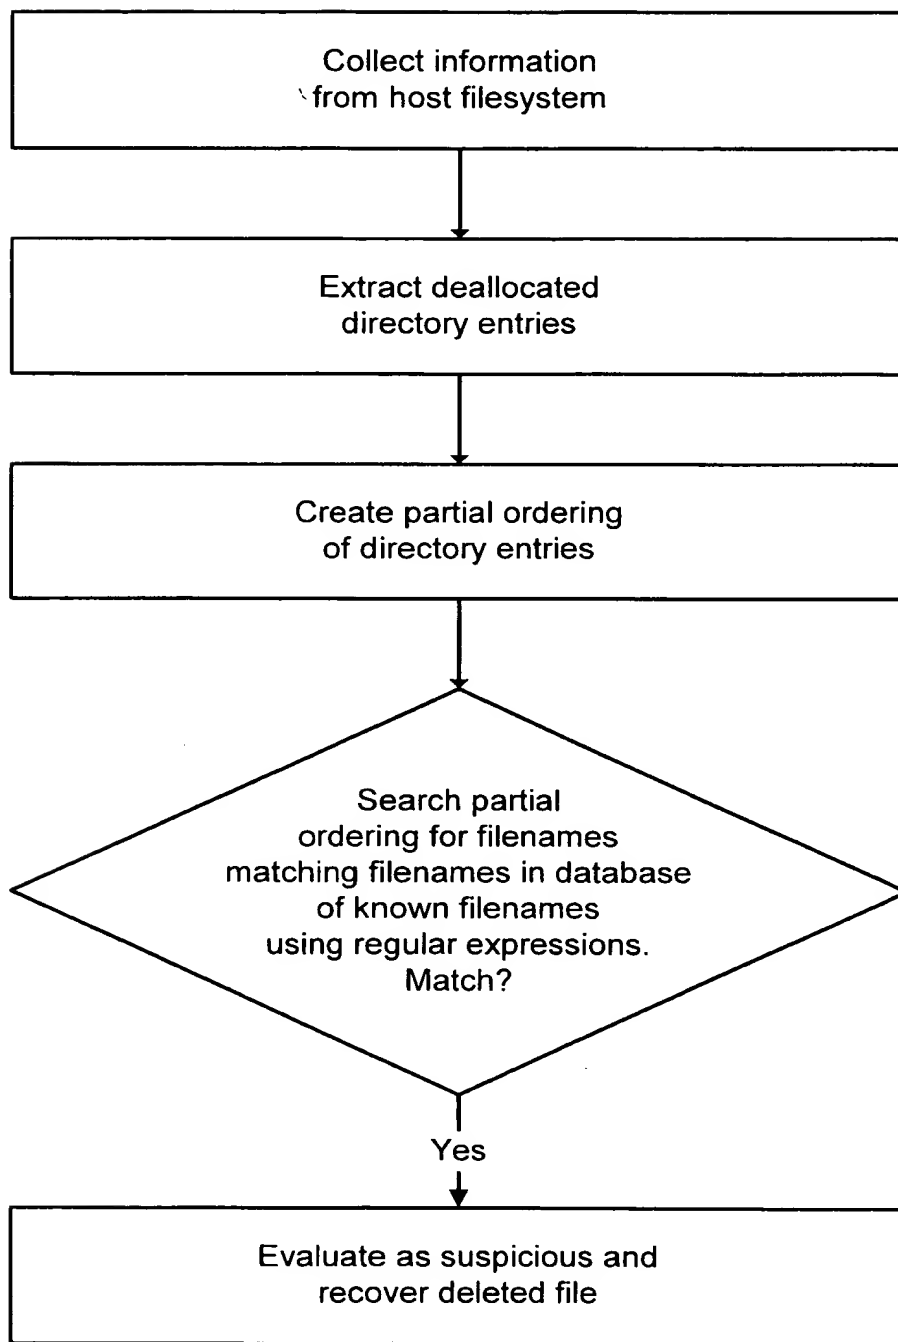 Collect information
from host filesystem
Extract deallocated
directory entries
Create partial ordering
of directory entries
Search partial
ordering for filenames
matching filenames in database
of known filenames
using regular expressions.
Match?
Yes
Evaluate as suspicious and
recover deleted file